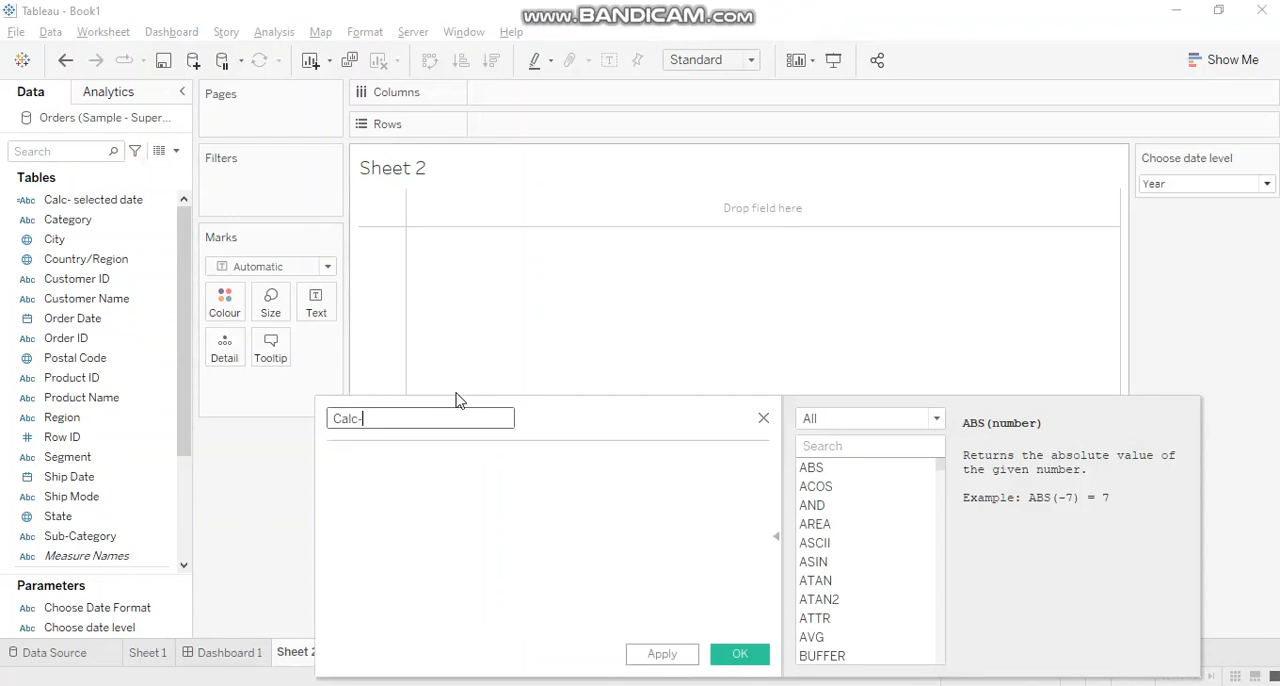 Tableau - Book1
www.BANDICAM.com
File Data Worksheet Dashboard Story Analysis Map Format Server Window Help
Standard
Show Me
Data Analytics
Orders (Sample - Super...
Search
Tables
Calc- selected date
Category
City
Country/Region
Customer ID
Customer Name
Order Date
Order ID
Postal Code
Product ID
Product Name
Region
Row ID
Segment
Ship Date
Ship Mode
State
Sub-Category
Measure Names
Parameters
Choose Date Format
Choose date level
Pages
Filters
Marks
Automatic
Colour Size Text
Detail Tooltip
Columns
Rows
Sheet 2
Drop field here
Choose date level
Year
Calc-
Apply OK
All
Search
ABS
ACOS
AND
AREA
ASCII
ASIN
ATAN
ATAN2
ATTR
AVG
BUFFER
ABS(number)
Returns the absolute value of
the given number.
Example: ABS(-7) = 7
Data Source Sheet 1 Dashboard 1 Sheet 2